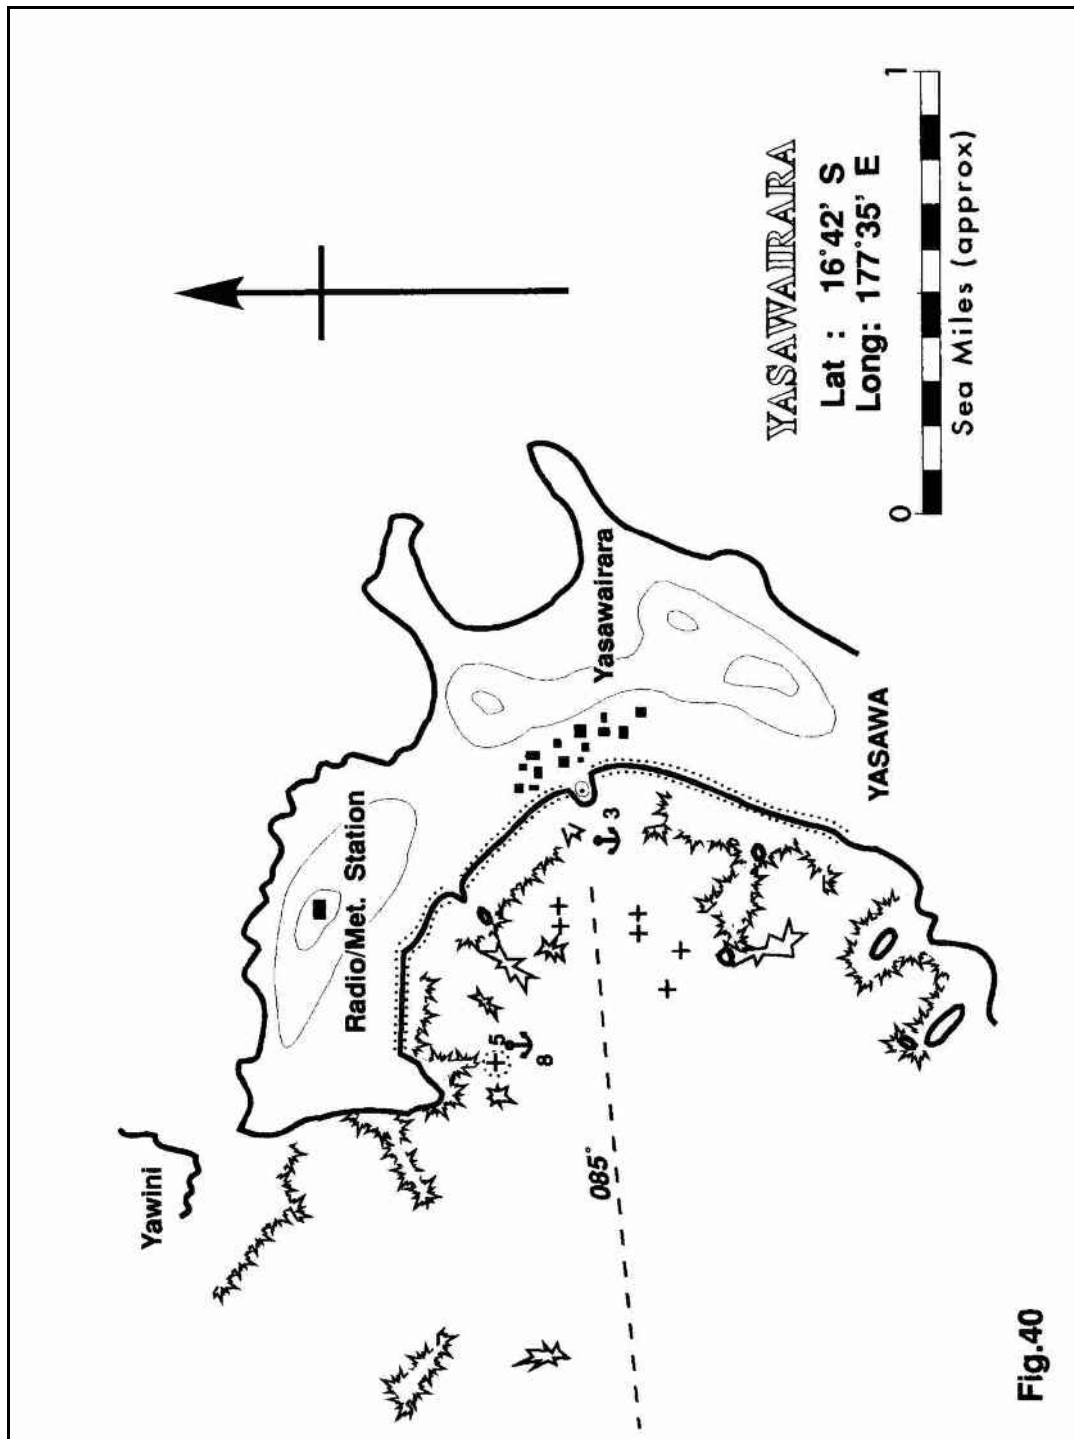 Yawini
Radio/Met. Station
5
8
3
085°
Yasawairara
YASAWA
YASAWAIRARA
Lat : 16°42' S
Long: 177°35' E
0 1
Sea Miles (approx)
Fig.40